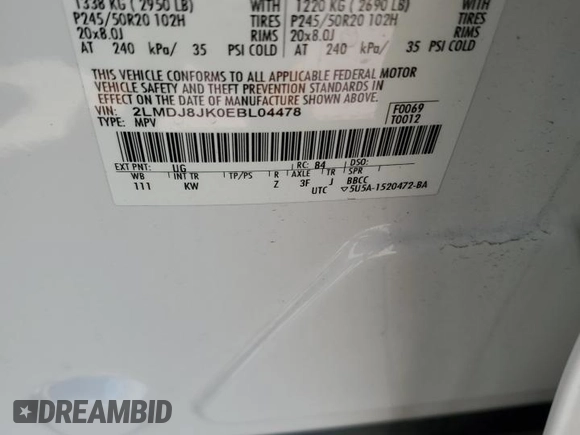 1338 KG ( 2950 LB) WITH 1220 KG ( 2690 LB) WITH
P245/50R20 102H TIRES P245/50R20 102H TIRES
20x8.0J RIMS 20x8.0J RIMS
AT 240 kPa/ 35 PSI COLD AT 240 kPa/ 35 PSI COLD
THIS VEHICLE CONFORMS TO ALL APPLICABLE FEDERAL MOTOR
VEHICLE SAFETY AND THEFT PREVENTION STANDARDS IN
EFFECT ON THE DATE OF MANUFACTURE SHOWN ABOVE.
VIN: 2LMDJ8JK0EBL04478 F0069
TYPE: MPV T0012
EXT PNT: UG RC: B4 DSO:
WB INT TR TP/PS R AXLE TR SPR
111 KW Z 3F J BBCC
UTC 5U5A-1520472-BA
DREAMBID